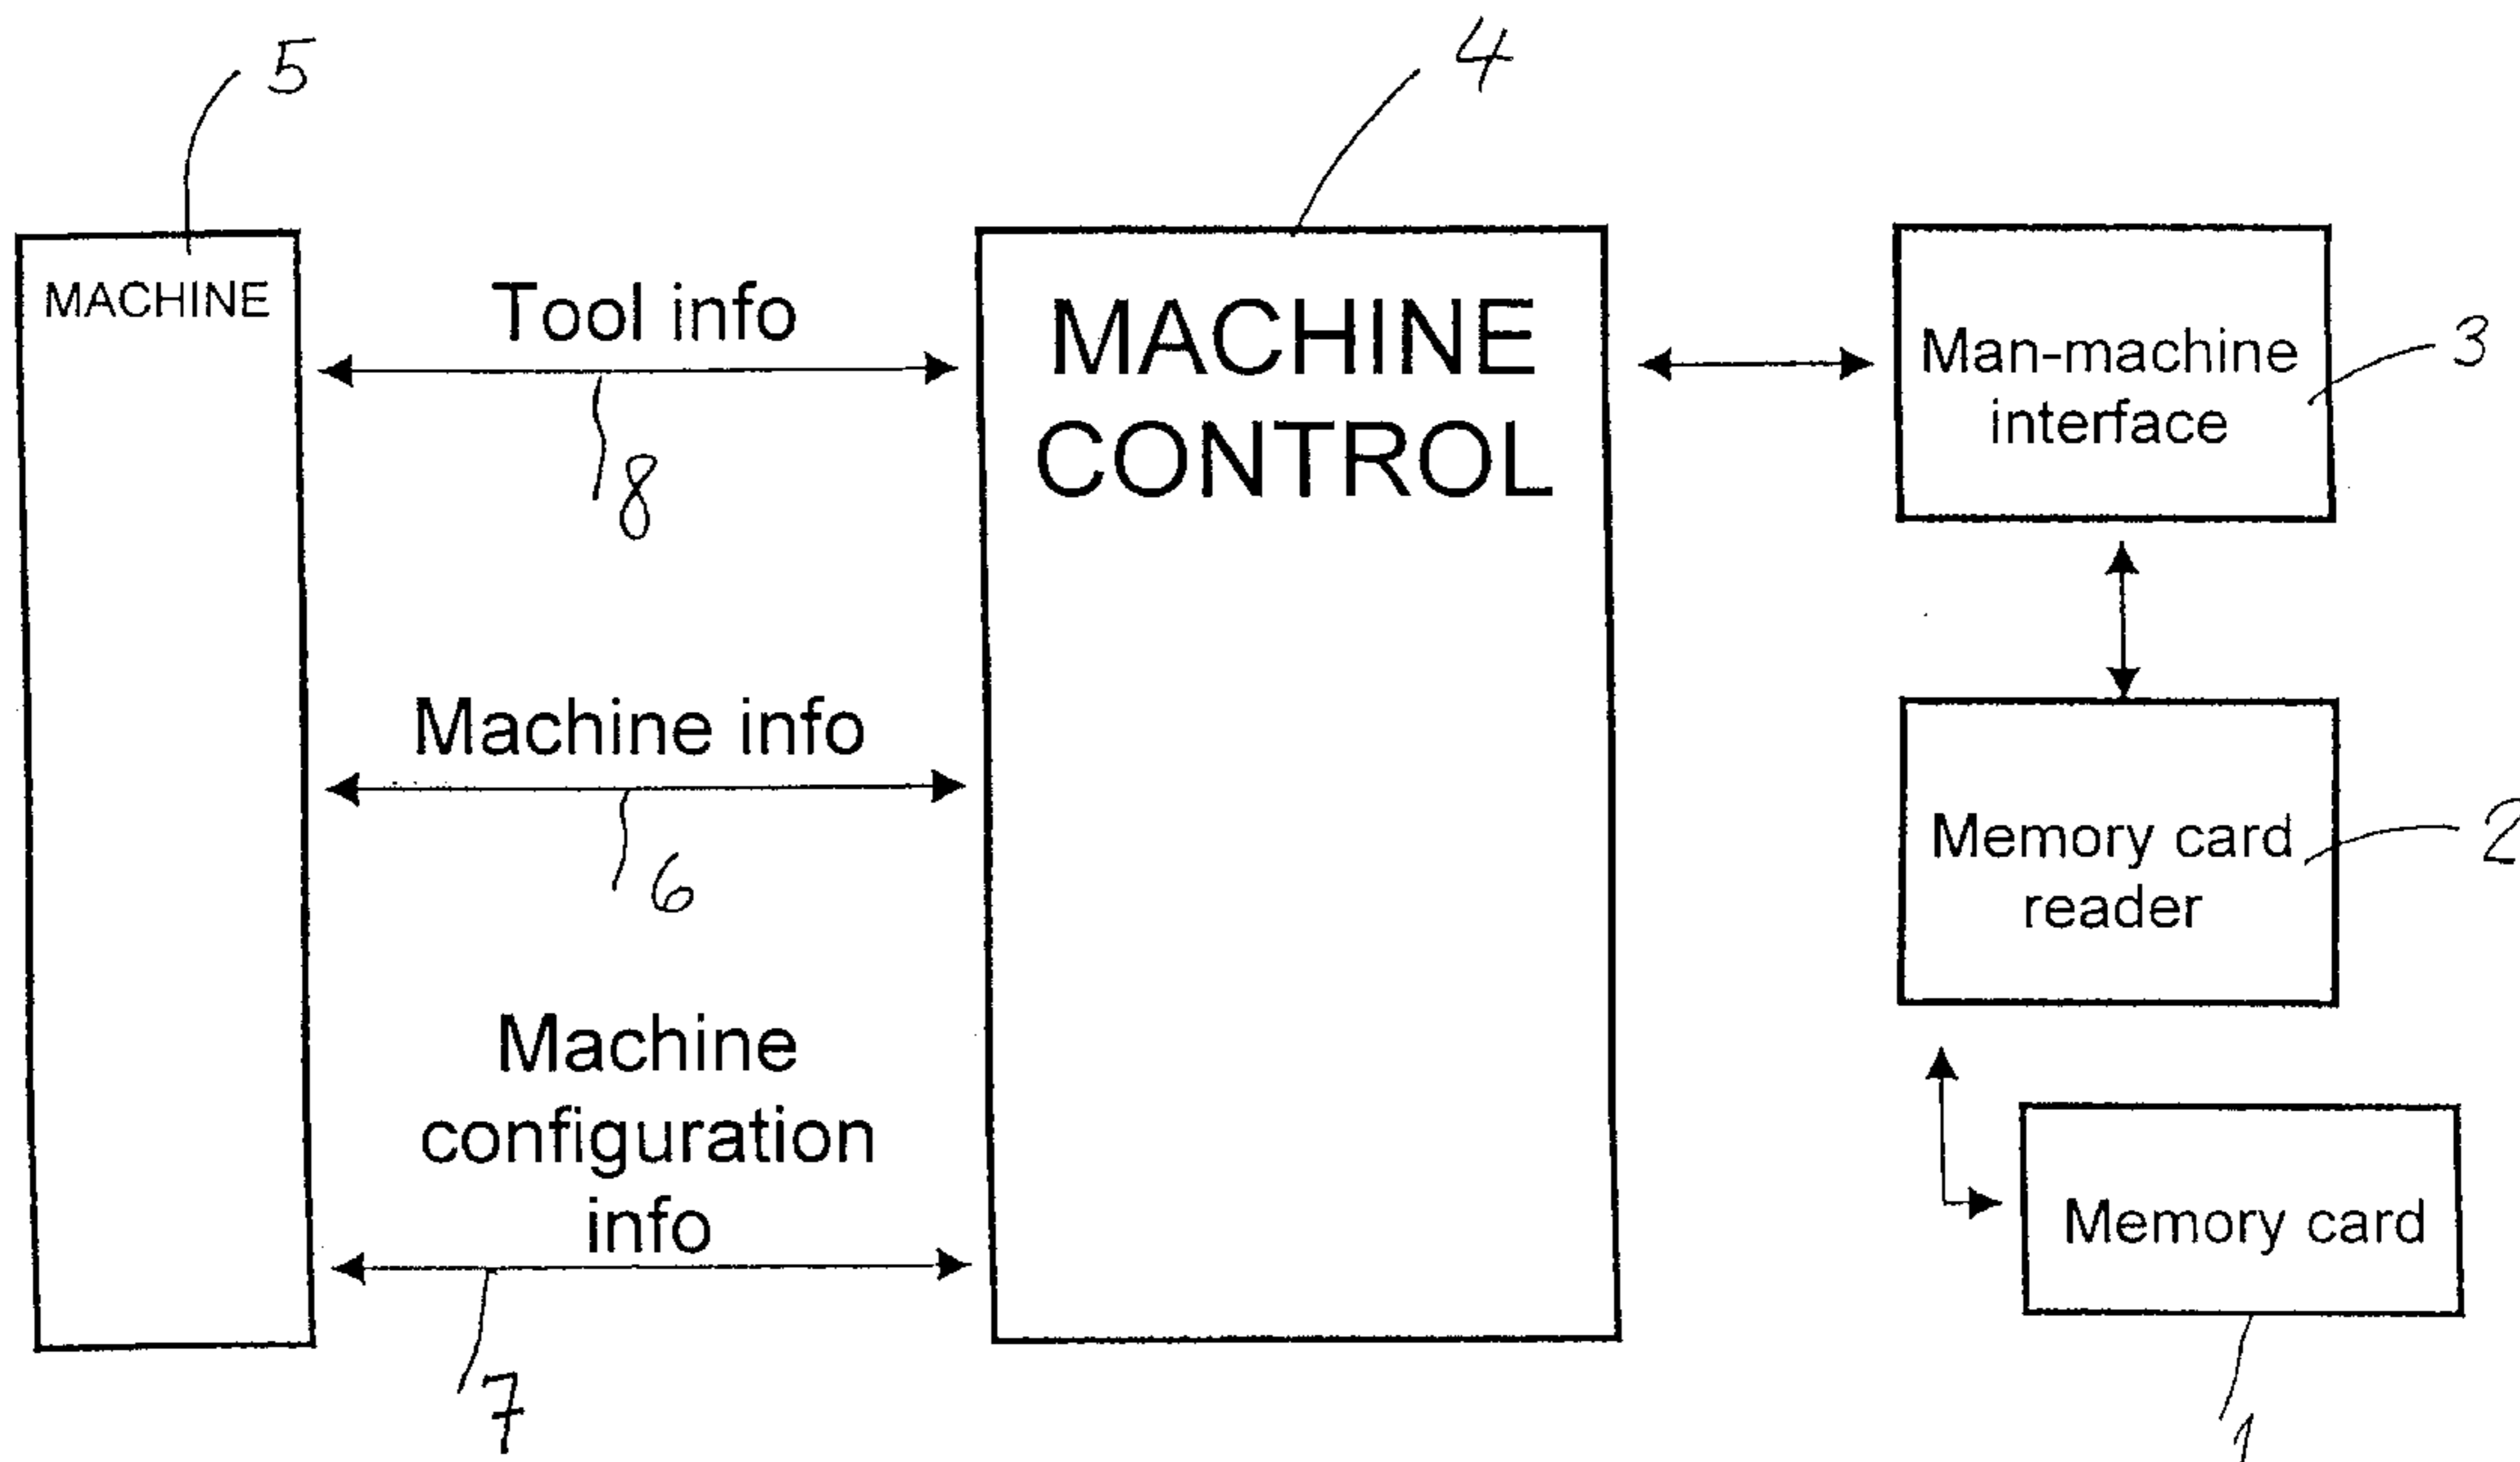 5
4
MACHINE
Tool info
MACHINE
CONTROL
Man-machine
interface
3
8
Machine info
6
Memory card
reader
2
Machine
configuration
info
7
Memory card
1